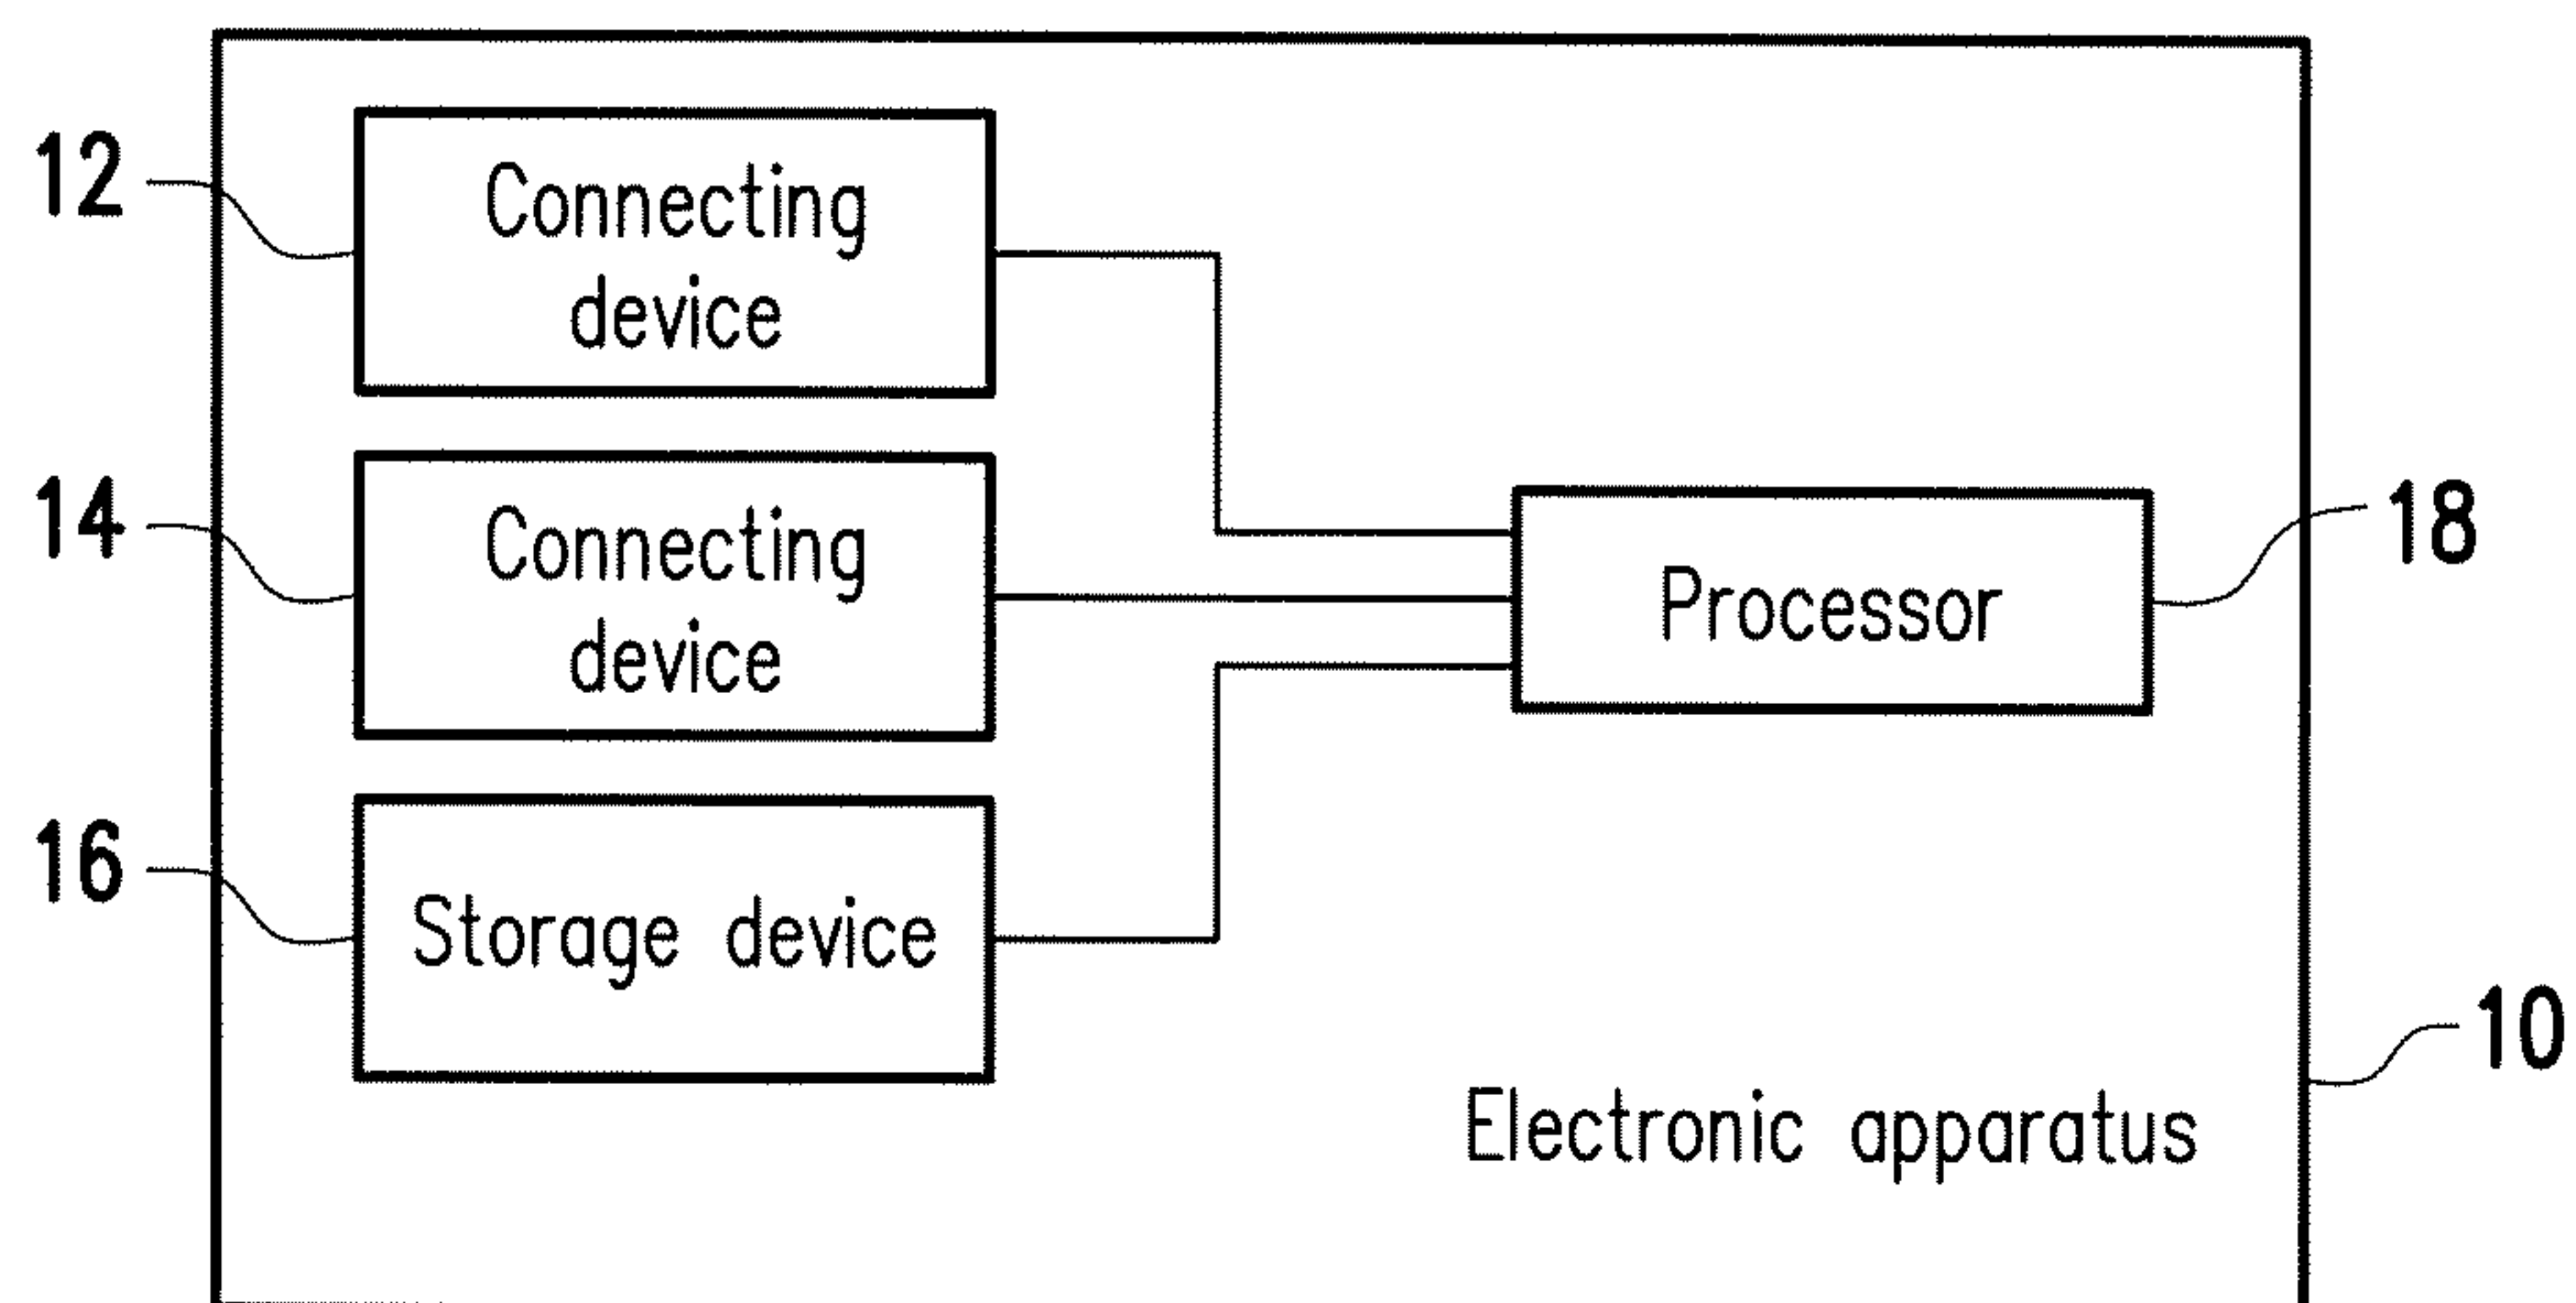 12
Connecting
device
14
Connecting
device
18
Processor
16
Storage device
10
Electronic apparatus